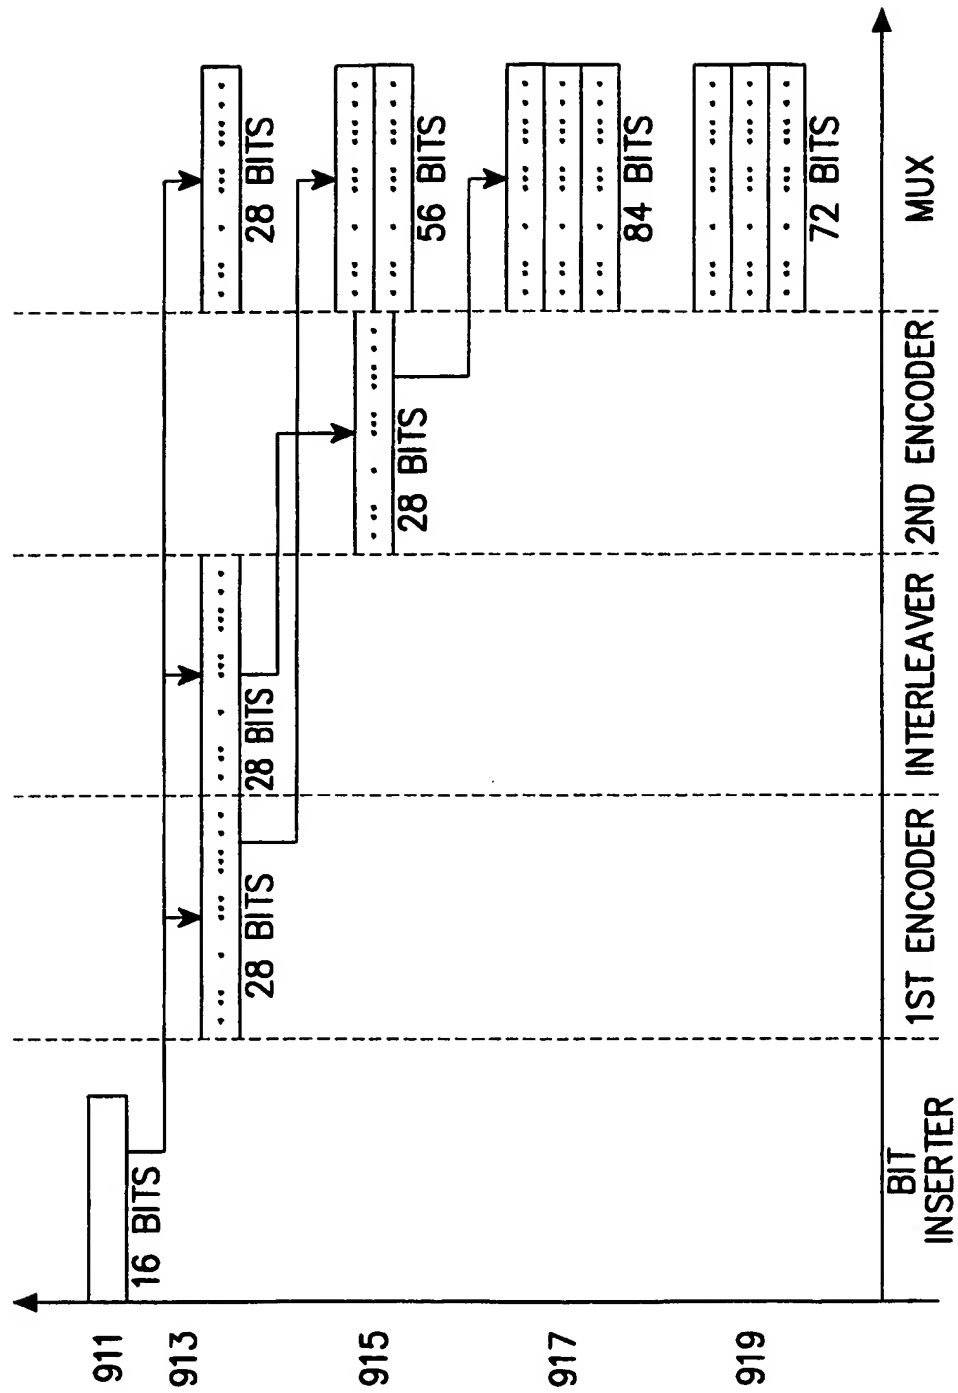 911
16 BITS
913
28 BITS
28 BITS
28 BITS
915
28 BITS
56 BITS
917
84 BITS
919
72 BITS
BIT
INSERTER
1ST ENCODER
INTERLEAVER
2ND ENCODER
MUX